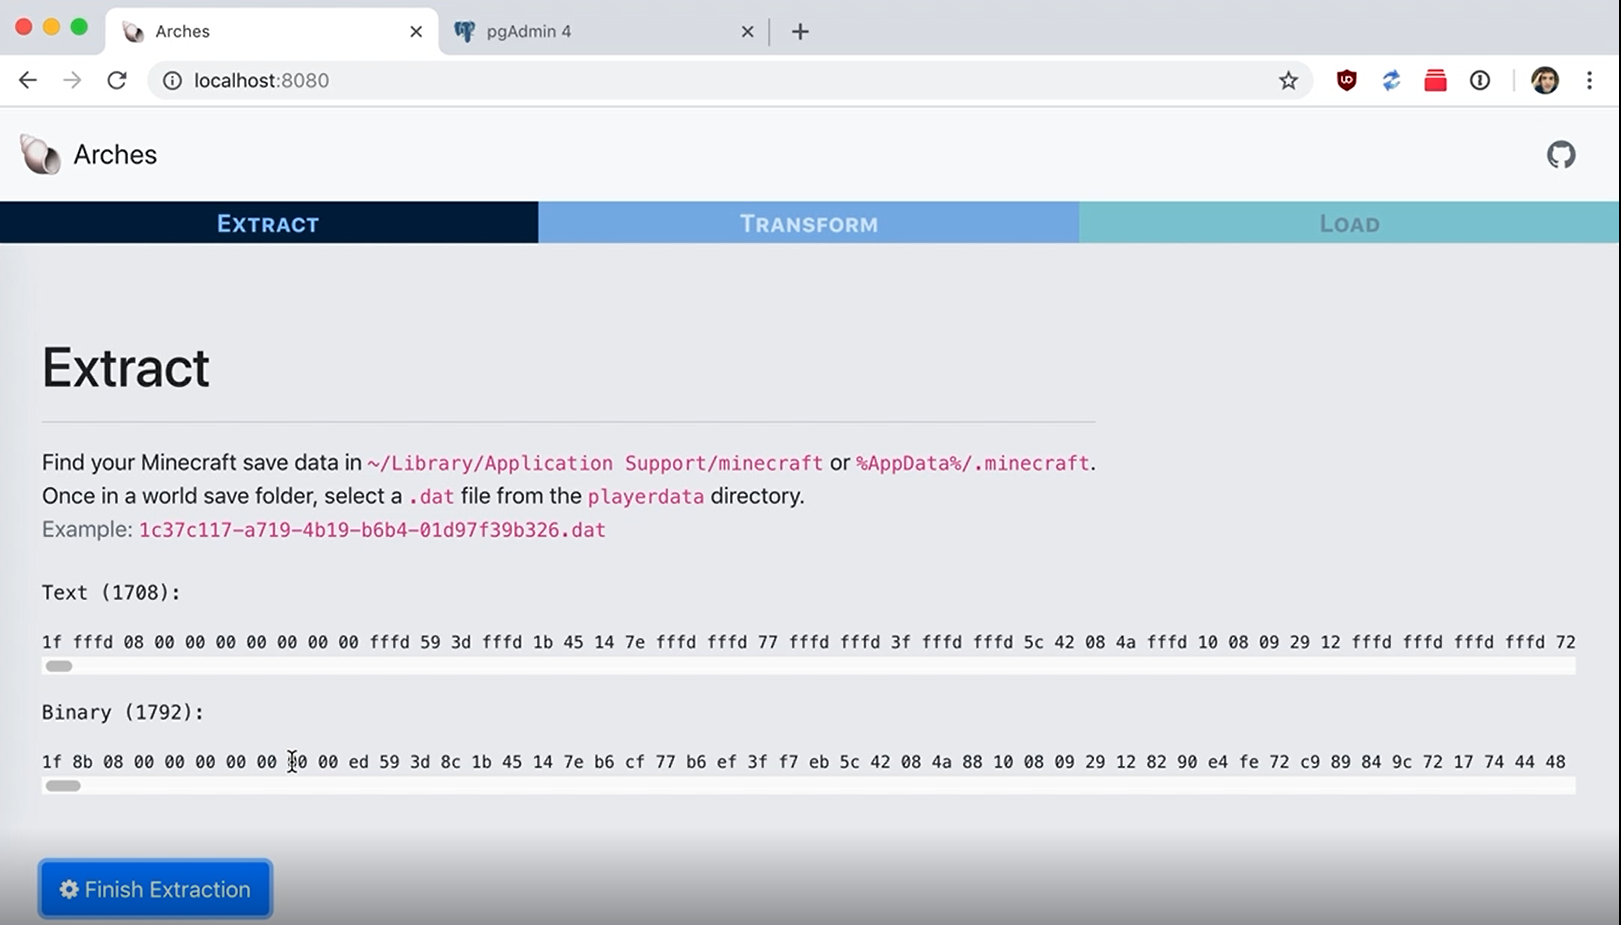 Arches
pgAdmin 4
localhost:8080
Arches
EXTRACT
TRANSFORM
LOAD
Extract
Find your Minecraft save data in ~/Library/Application Support/minecraft or %AppData%/.minecraft.
Once in a world save folder, select a .dat file from the playerdata directory.
Example: 1c37c117-a719-4b19-b6b4-01d97f39b326.dat
Text (1708):
1f fffd 08 00 00 00 00 00 00 00 fffd 59 3d fffd 1b 45 14 7e fffd fffd 77 fffd fffd 3f fffd fffd 5c 42 08 4a fffd 10 08 09 29 12 fffd fffd fffd fffd 72
Binary (1792):
1f 8b 08 00 00 00 00 00 00 00 ed 59 3d 8c 1b 45 14 7e b6 cf 77 b6 ef 3f f7 eb 5c 42 08 4a 88 10 08 09 29 12 82 90 e4 fe 72 c9 89 84 9c 72 17 74 44 48
Finish Extraction